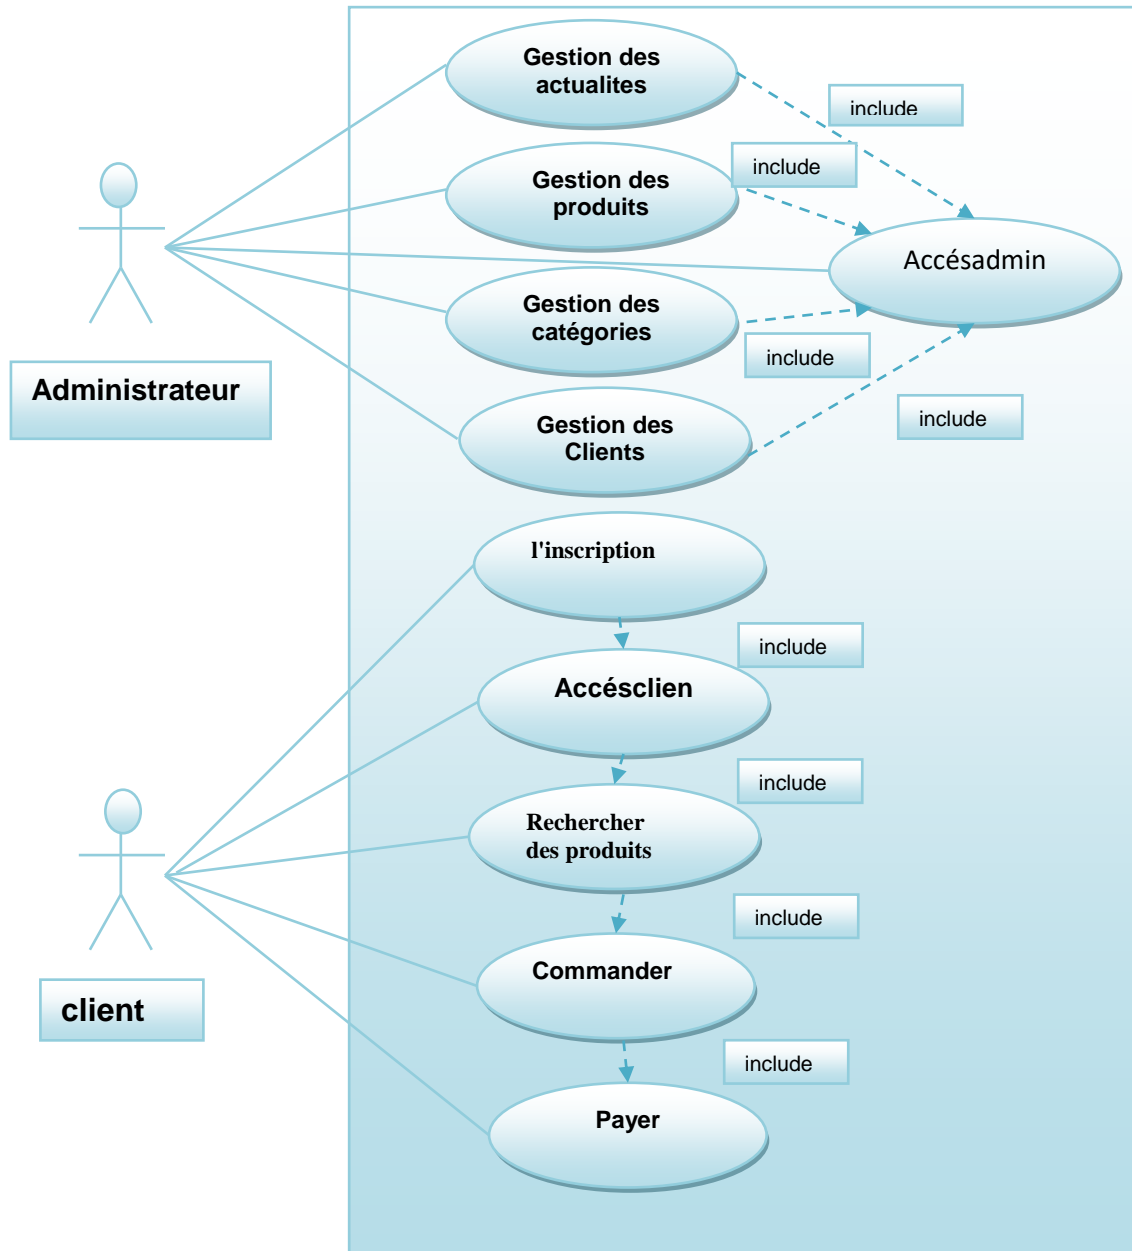 Gestion des
actualites
include
Gestion des
produits
include
Accésadmin
Gestion des
catégories
include
Administrateur
Gestion des
Clients
include
l'inscription
include
Accésclien
include
Rechercher
des produits
include
Commander
client
include
Payer